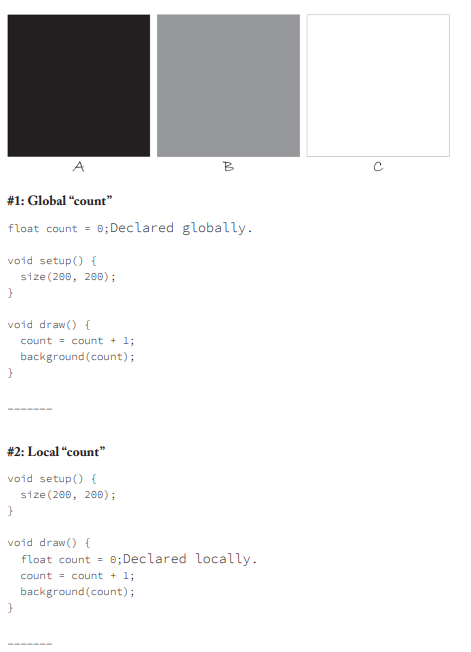 A B C
#1: Global “count”
float count = 0;Declared globally.
void setup() {
  size(200, 200);
}
void draw() {
  count = count + 1;
  background(count);
}
_______
#2: Local “count”
void setup() {
  size(200, 200);
}
void draw() {
  float count = 0;Declared locally.
  count = count + 1;
  background(count);
}
_______